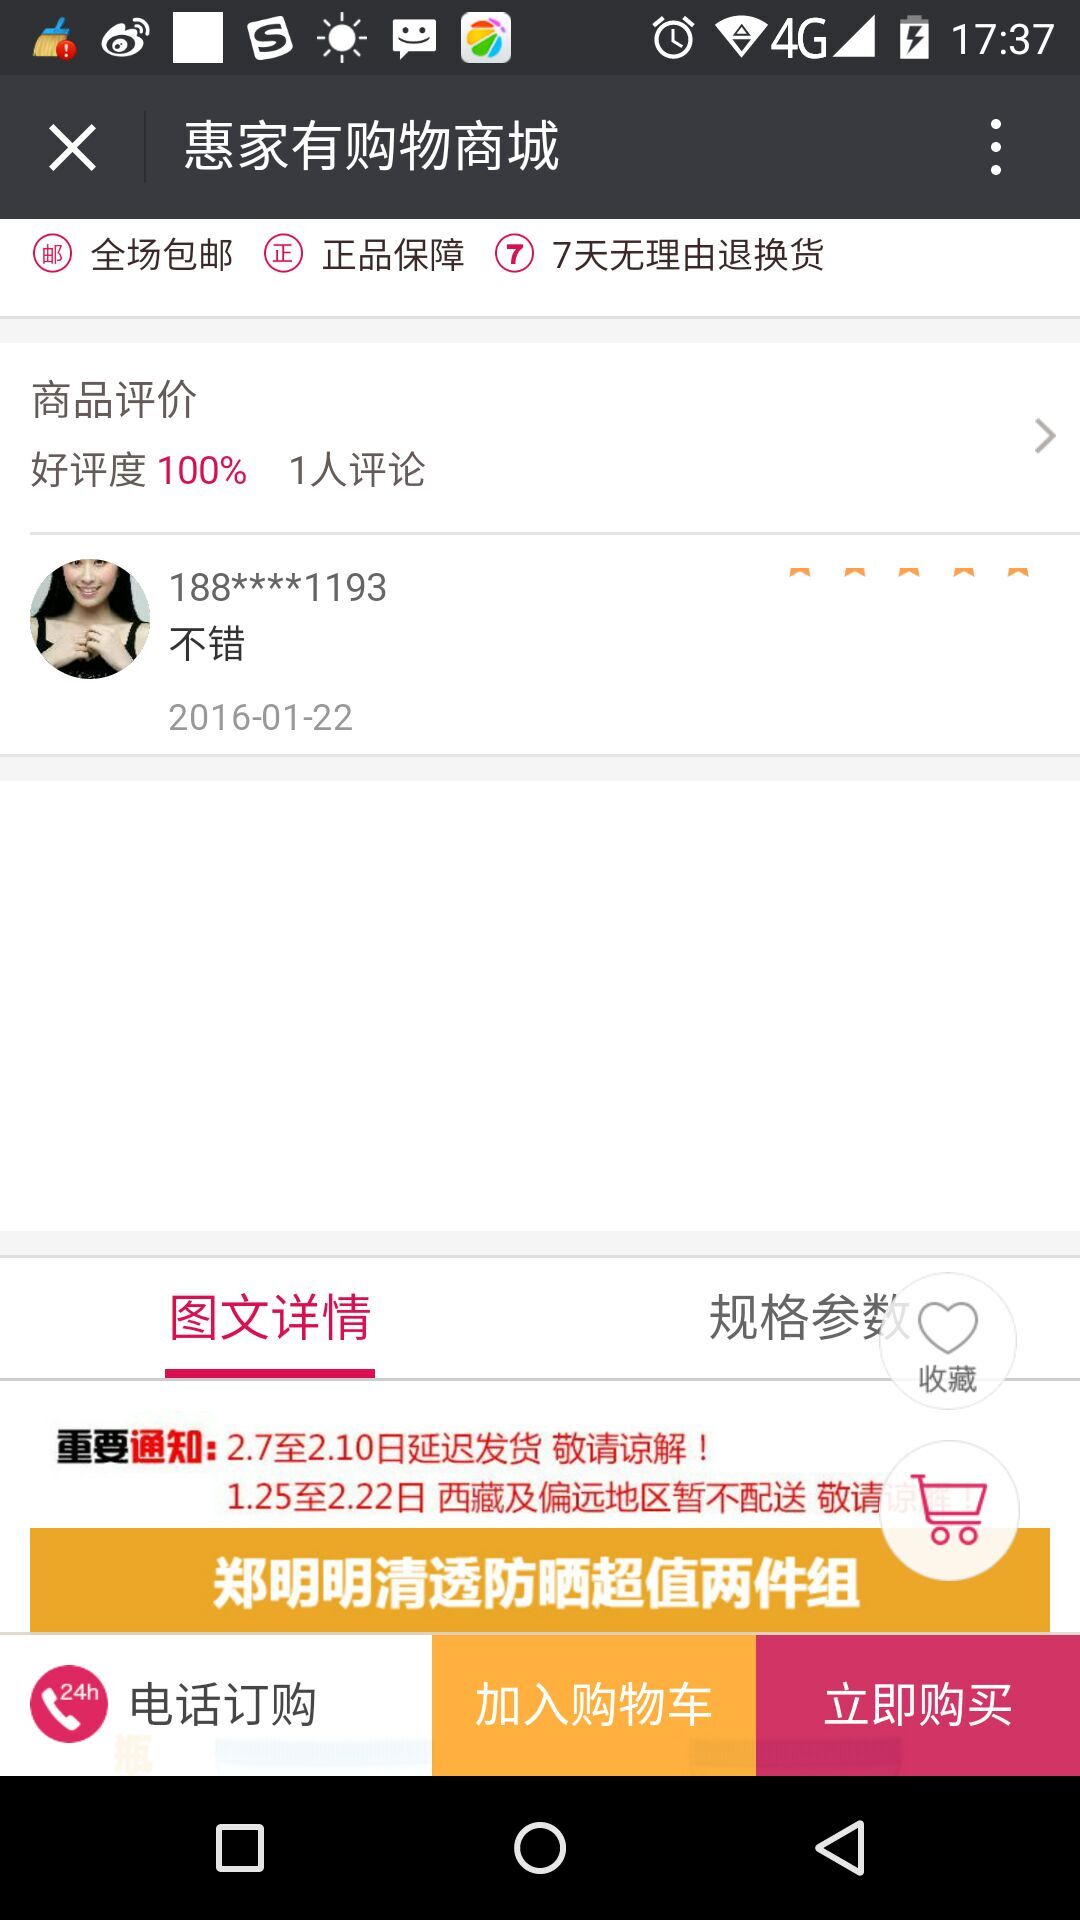 4G 17:37
惠家有购物商城
邮 全场包邮 正 正品保障 7 7天无理由退换货
商品评价
好评度 100% 1人评论
188****1193
不错
2016-01-22
图文详情 规格参数
收藏
重要通知: 2.7至2.10日延迟发货 敬请谅解！
1.25至2.22日 西藏及偏远地区暂不配送 敬请谅解！
郑明明清透防晒超值两件组
24h 电话订购 加入购物车 立即购买
瓶